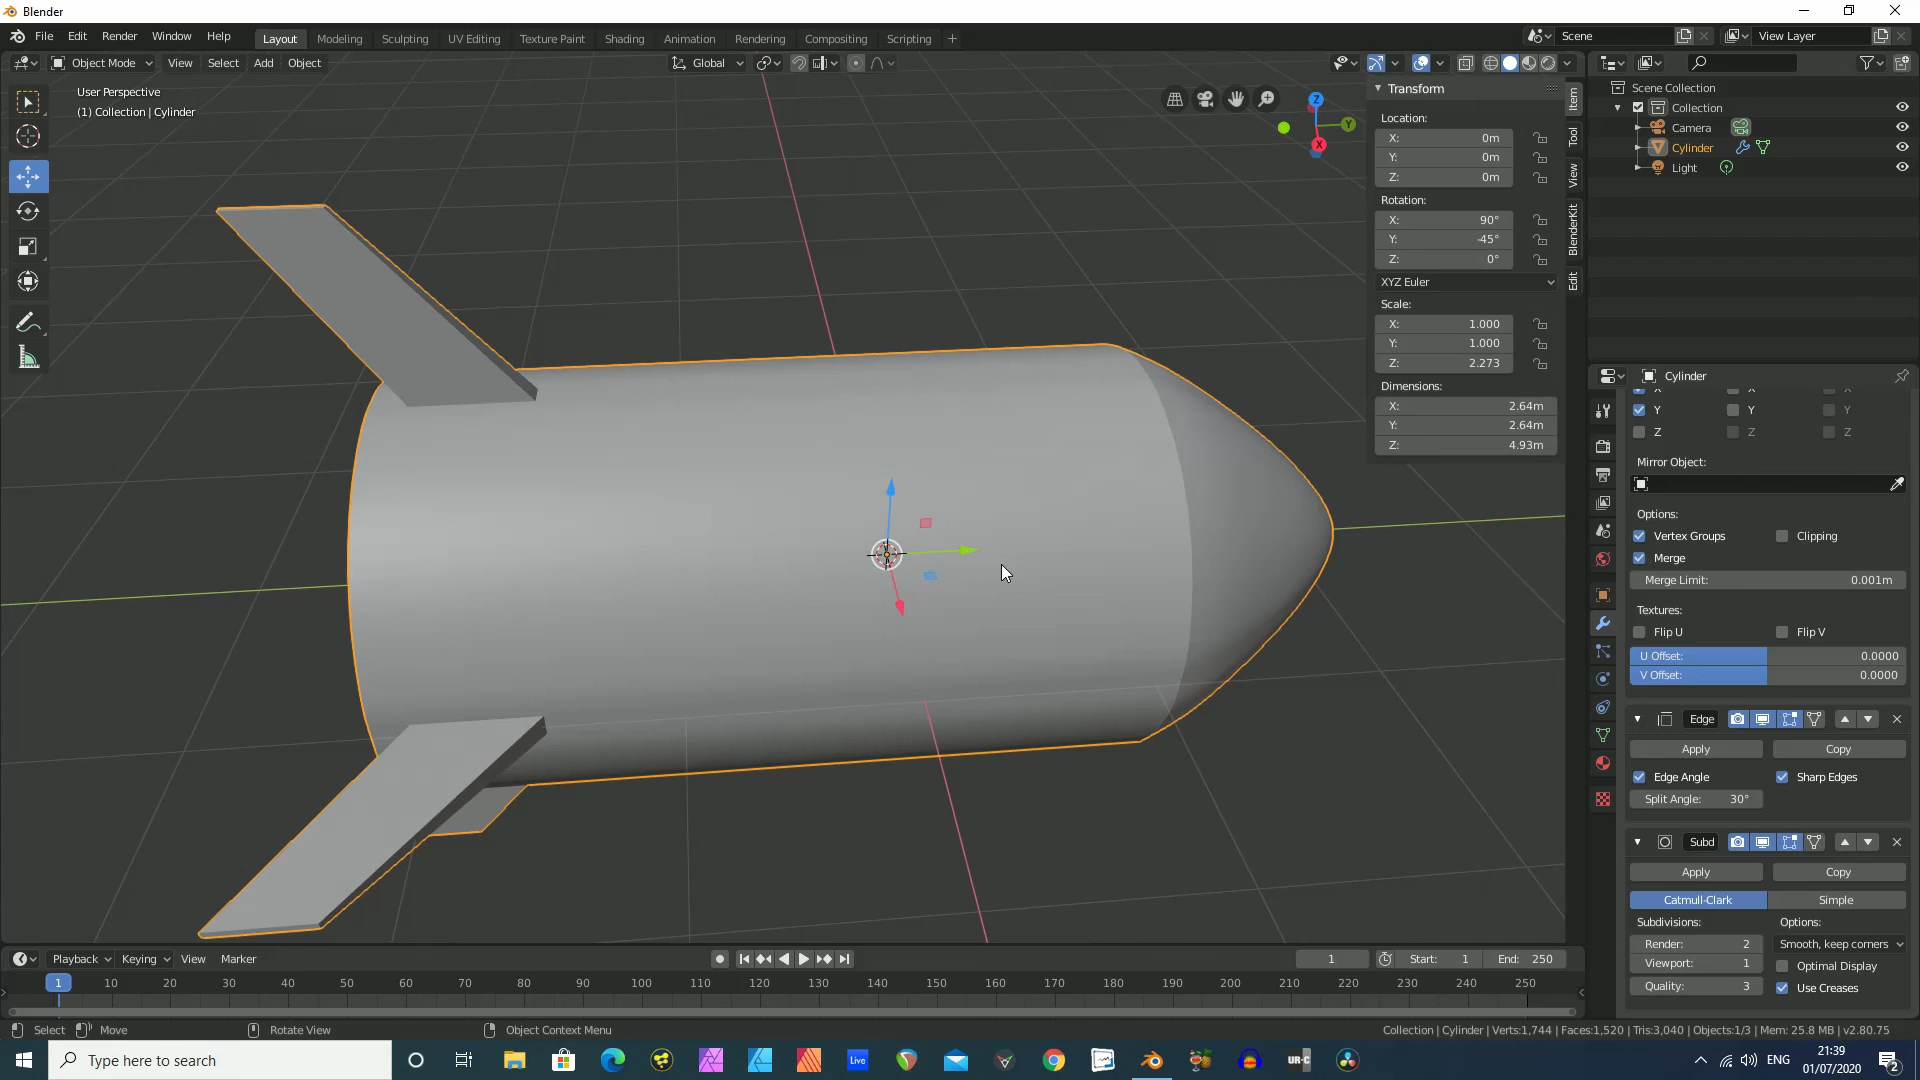 Blender
File Edit Render Window Help
Layout Modeling Sculpting UV Editing Texture Paint Shading Animation Rendering Compositing Scripting +
Scene
View Layer
Object Mode View Select Add Object
Global
User Perspective
(1) Collection | Cylinder
Z
Y
X
Transform
Location:
X: 0m
Y: 0m
Z: 0m
Rotation:
X: 90°
Y: -45°
Z: 0°
XYZ Euler
Scale:
X: 1.000
Y: 1.000
Z: 2.273
Dimensions:
X: 2.64m
Y: 2.64m
Z: 4.93m
Item
Tool
View
BlenderKit
Edit
Scene Collection
Collection
Camera
Cylinder
Light
Cylinder
Y Y Y
Z Z Z
Mirror Object:
Options:
Vertex Groups Clipping
Merge
Merge Limit: 0.001m
Textures:
Flip U Flip V
U Offset: 0.0000
V Offset: 0.0000
Edge
Apply Copy
Edge Angle Sharp Edges
Split Angle: 30°
Subd
Apply Copy
Catmull-Clark Simple
Subdivisions: Options:
Render: 2 Smooth, keep corners
Viewport: 1 Optimal Display
Quality: 3 Use Creases
Playback Keying View Marker
1 Start: 1 End: 250
1 10 20 30 40 50 60 70 80 90 100 110 120 130 140 150 160 170 180 190 200 210 220 230 240 250
Select Move Rotate View Object Context Menu
Collection | Cylinder | Verts:1,744 | Faces:1,520 | Tris:3,040 | Objects:1/3 | Mem: 25.8 MB | v2.80.75
Type here to search
Live
UR-C
ENG
21:39
01/07/2020
2